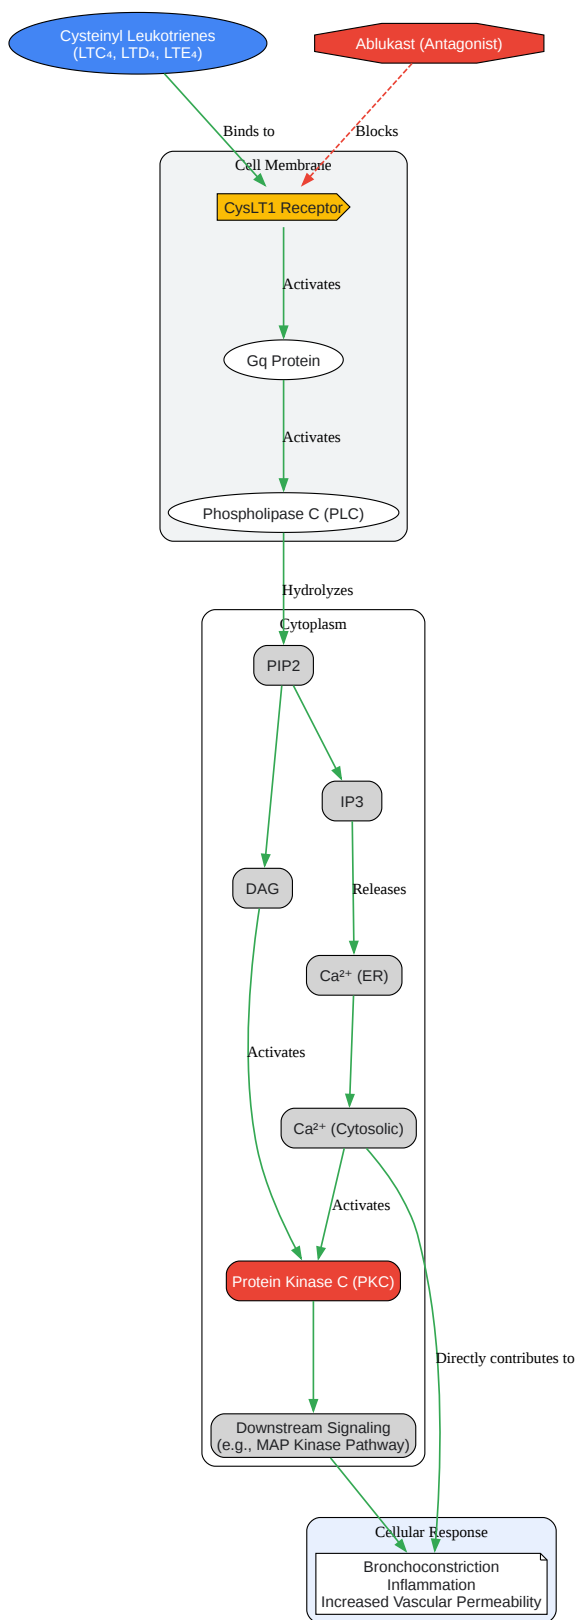 Cysteinyl Leukotrienes
(LTC₄, LTD₄, LTE₄)
Ablukast (Antagonist)
Binds to
Blocks
Cell Membrane
CysLT1 Receptor
Activates
Gq Protein
Activates
Phospholipase C (PLC)
Hydrolyzes
Cytoplasm
PIP2
IP3
DAG
Releases
Ca²⁺ (ER)
Activates
Ca²⁺ (Cytosolic)
Activates
Protein Kinase C (PKC)
Directly contributes to
Downstream Signaling
(e.g., MAP Kinase Pathway)
Cellular Response
Bronchoconstriction
Inflammation
Increased Vascular Permeability